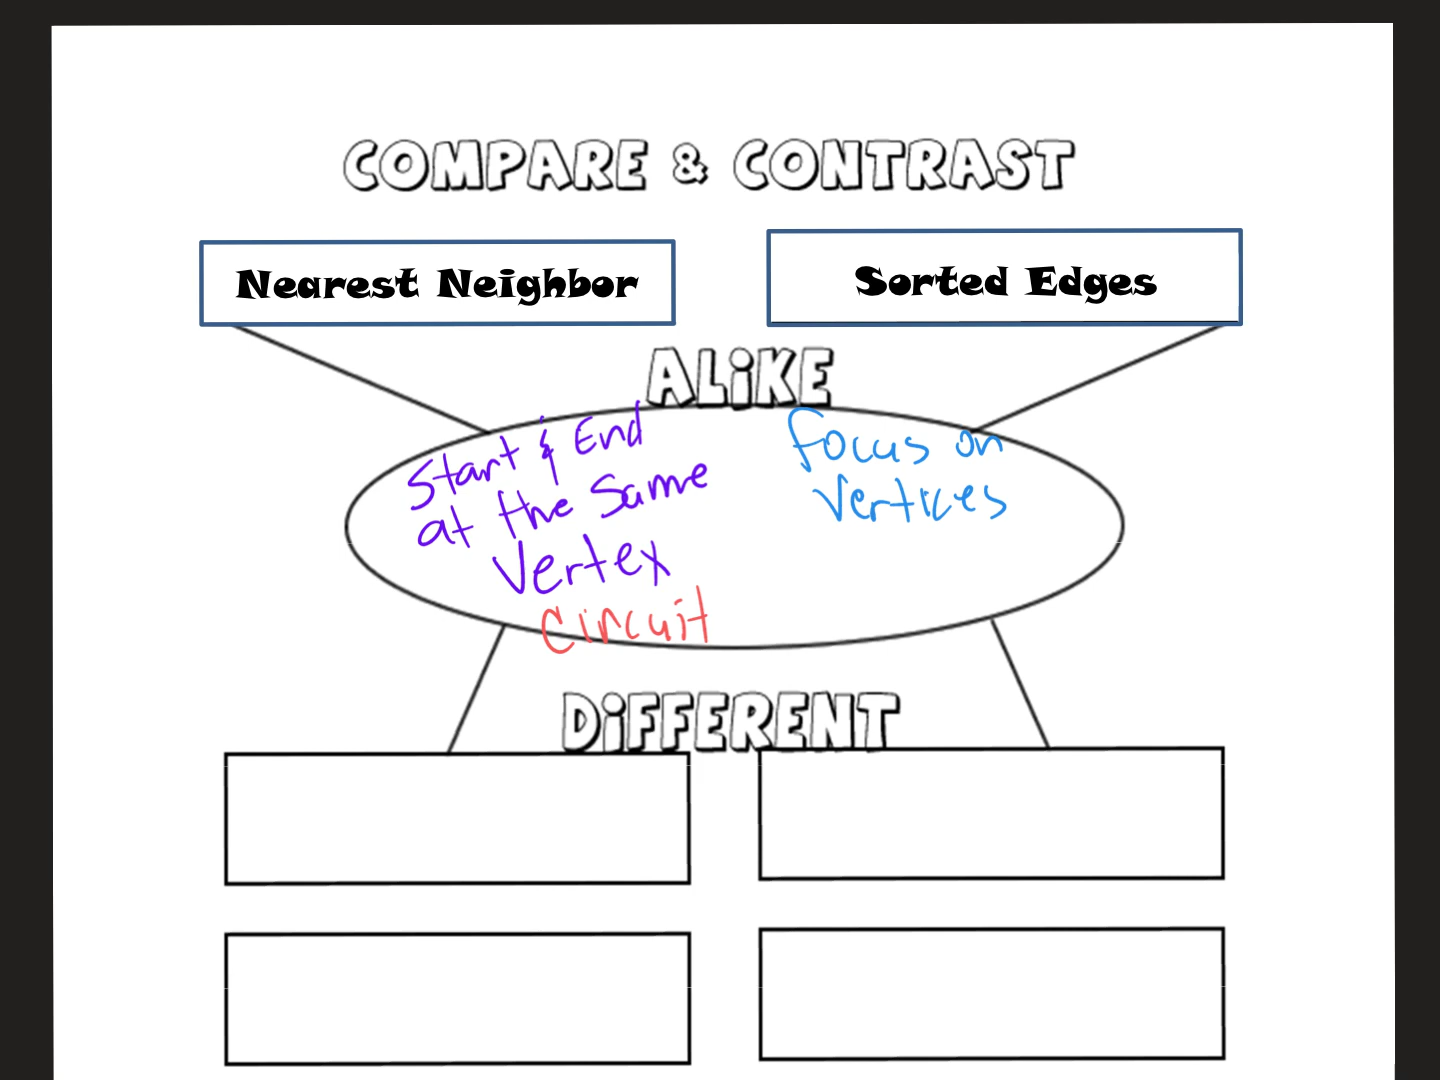 COMPARE & CONTRAST
Nearest Neighbor
Sorted Edges
ALiKE
Start & End
at the Same
Vertex
Circuit
Focus on
Vertices
DiFFERENT